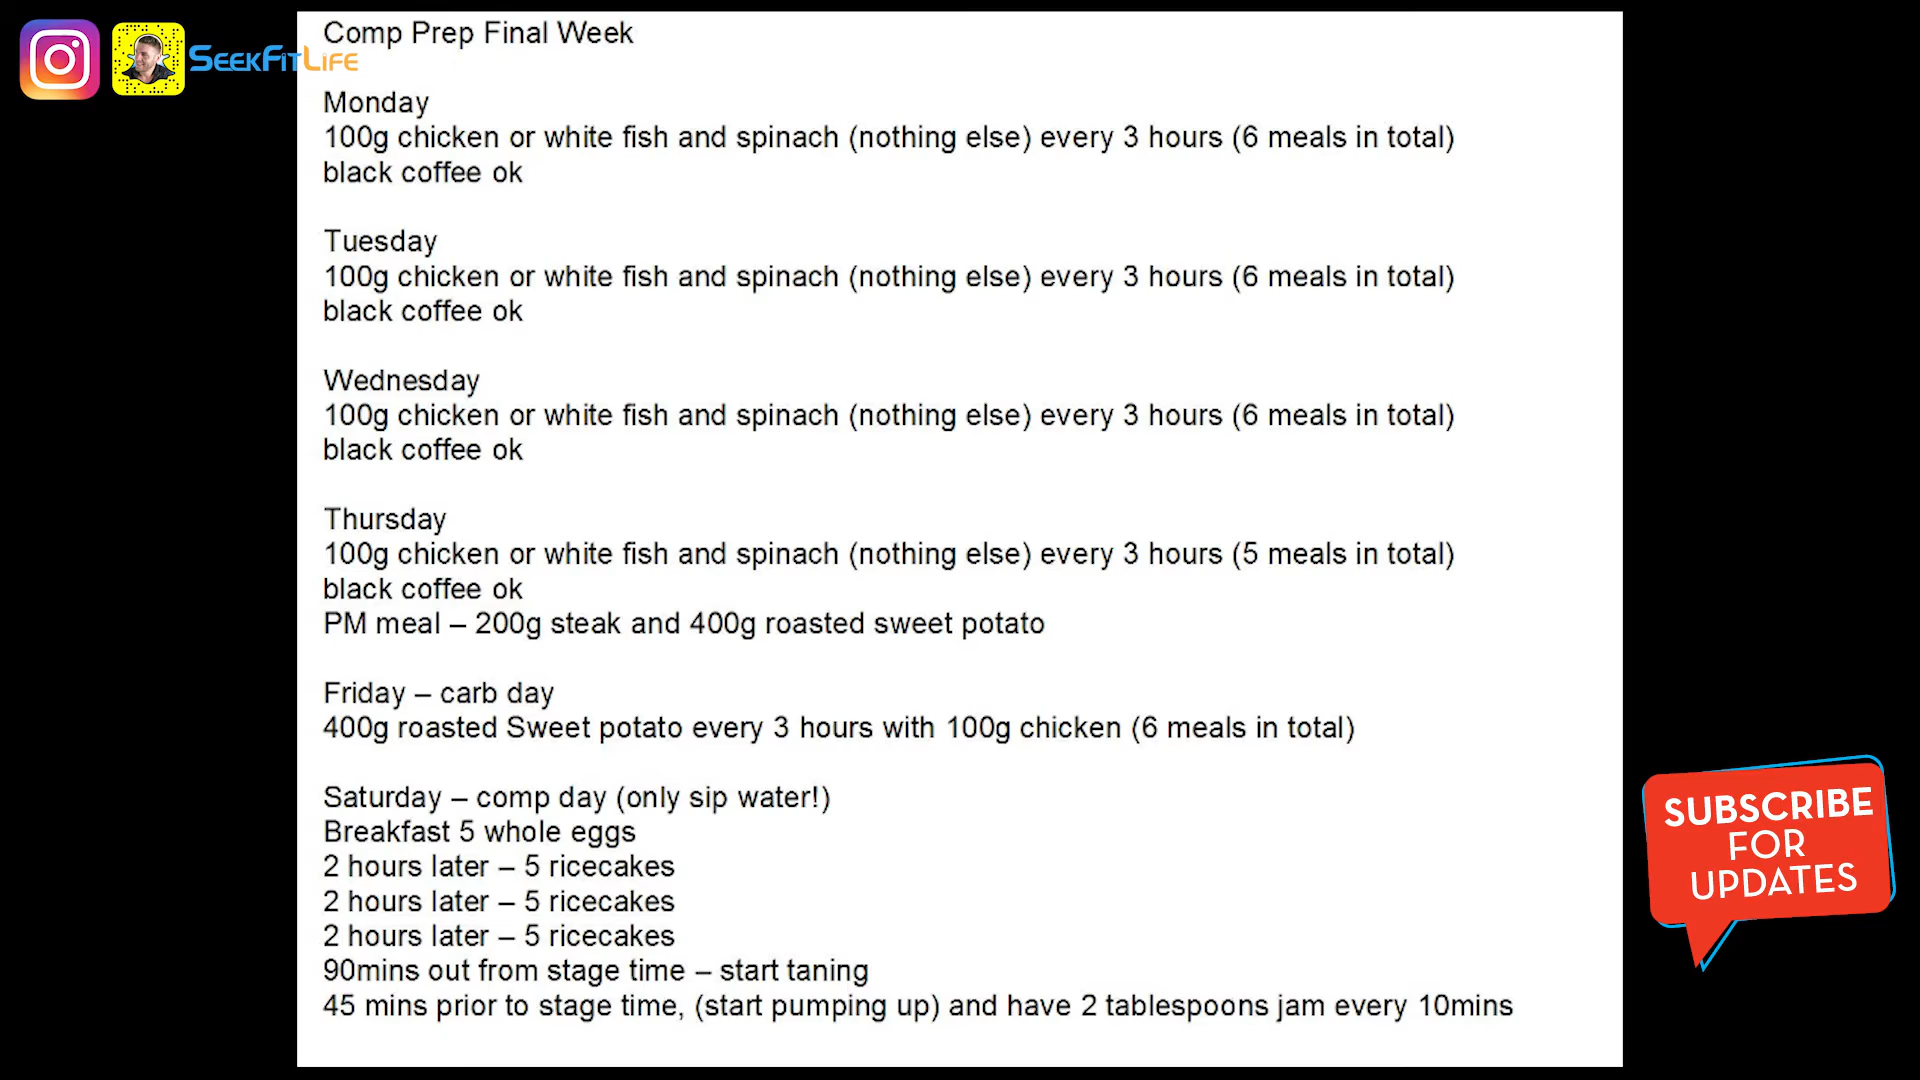 SEEKFITLIFE
Comp Prep Final Week
Monday
100g chicken or white fish and spinach (nothing else) every 3 hours (6 meals in total)
black coffee ok
Tuesday
100g chicken or white fish and spinach (nothing else) every 3 hours (6 meals in total)
black coffee ok
Wednesday
100g chicken or white fish and spinach (nothing else) every 3 hours (6 meals in total)
black coffee ok
Thursday
100g chicken or white fish and spinach (nothing else) every 3 hours (5 meals in total)
black coffee ok
PM meal – 200g steak and 400g roasted sweet potato
Friday – carb day
400g roasted Sweet potato every 3 hours with 100g chicken (6 meals in total)
Saturday – comp day (only sip water!)
Breakfast 5 whole eggs
2 hours later – 5 ricecakes
2 hours later – 5 ricecakes
2 hours later – 5 ricecakes
90mins out from stage time – start taning
45 mins prior to stage time, (start pumping up) and have 2 tablespoons jam every 10mins
SUBSCRIBE
FOR
UPDATES